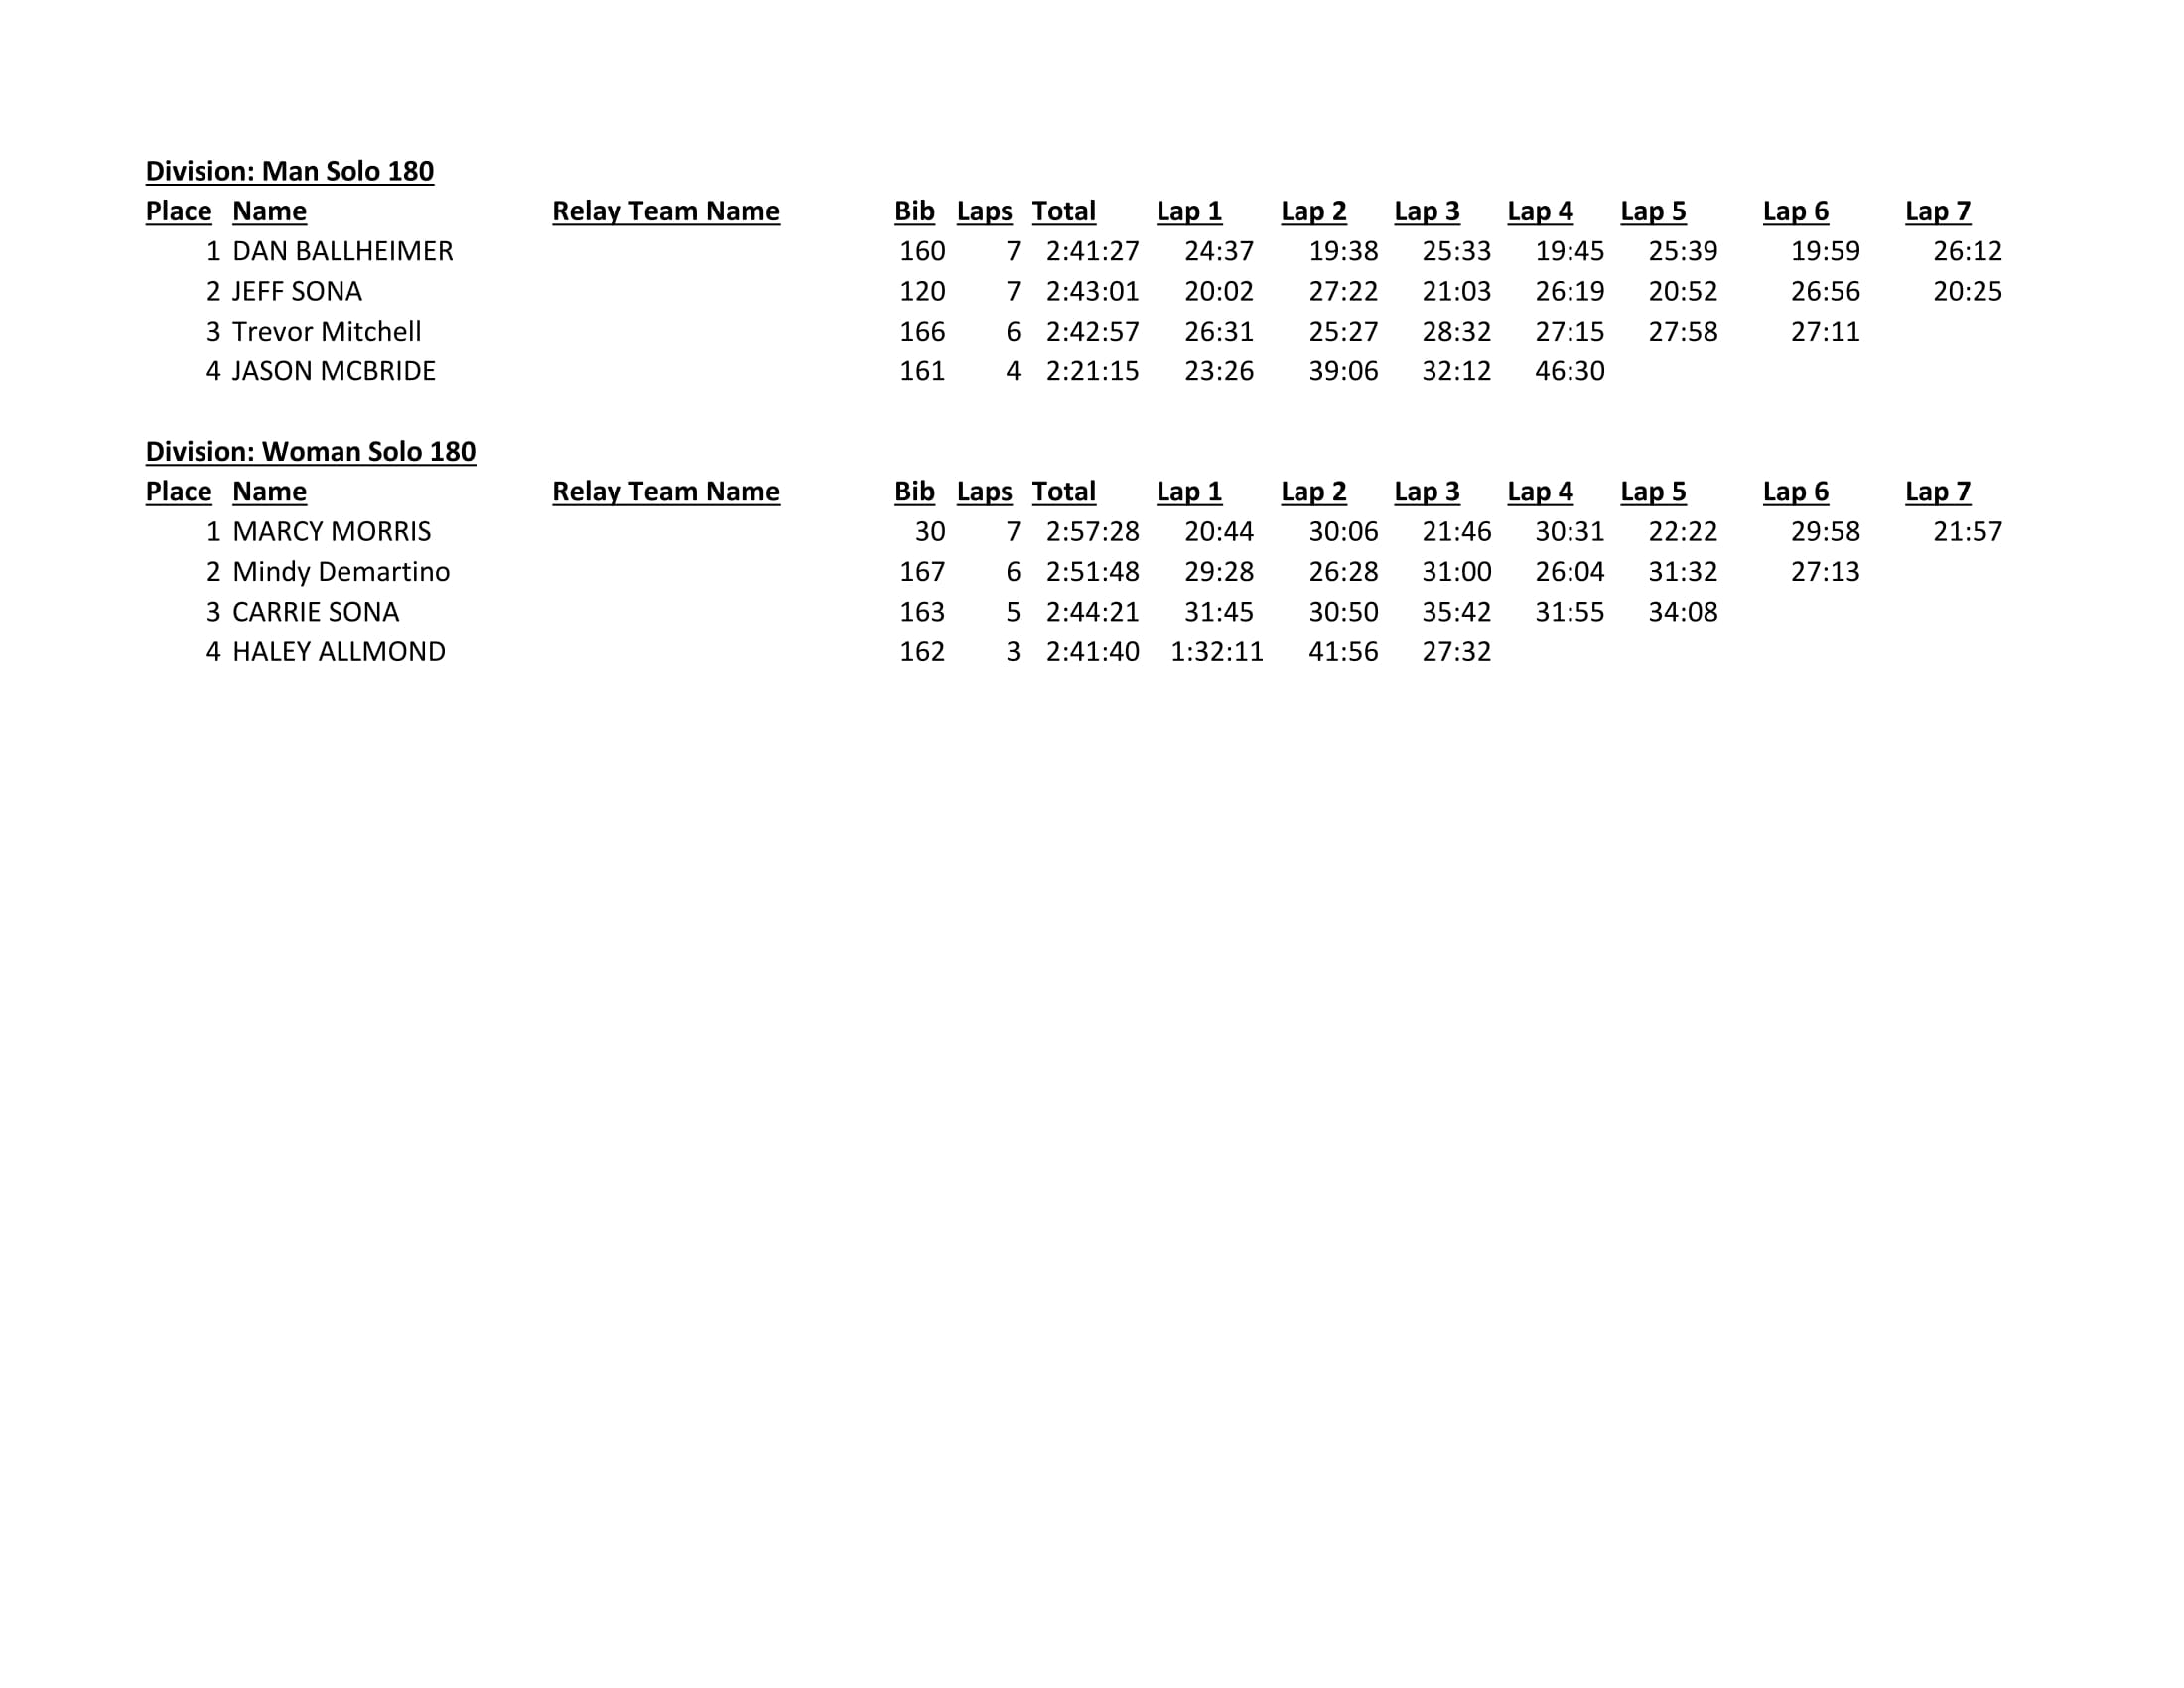 Division: Man Solo 180
Place Name Relay Team Name Bib Laps Total Lap 1 Lap 2 Lap 3 Lap 4 Lap 5 Lap 6 Lap 7
1 DAN BALLHEIMER 160 7 2:41:27 24:37 19:38 25:33 19:45 25:39 19:59 26:12
2 JEFF SONA 120 7 2:43:01 20:02 27:22 21:03 26:19 20:52 26:56 20:25
3 Trevor Mitchell 166 6 2:42:57 26:31 25:27 28:32 27:15 27:58 27:11
4 JASON MCBRIDE 161 4 2:21:15 23:26 39:06 32:12 46:30
Division: Woman Solo 180
Place Name Relay Team Name Bib Laps Total Lap 1 Lap 2 Lap 3 Lap 4 Lap 5 Lap 6 Lap 7
1 MARCY MORRIS 30 7 2:57:28 20:44 30:06 21:46 30:31 22:22 29:58 21:57
2 Mindy Demartino 167 6 2:51:48 29:28 26:28 31:00 26:04 31:32 27:13
3 CARRIE SONA 163 5 2:44:21 31:45 30:50 35:42 31:55 34:08
4 HALEY ALLMOND 162 3 2:41:40 1:32:11 41:56 27:32